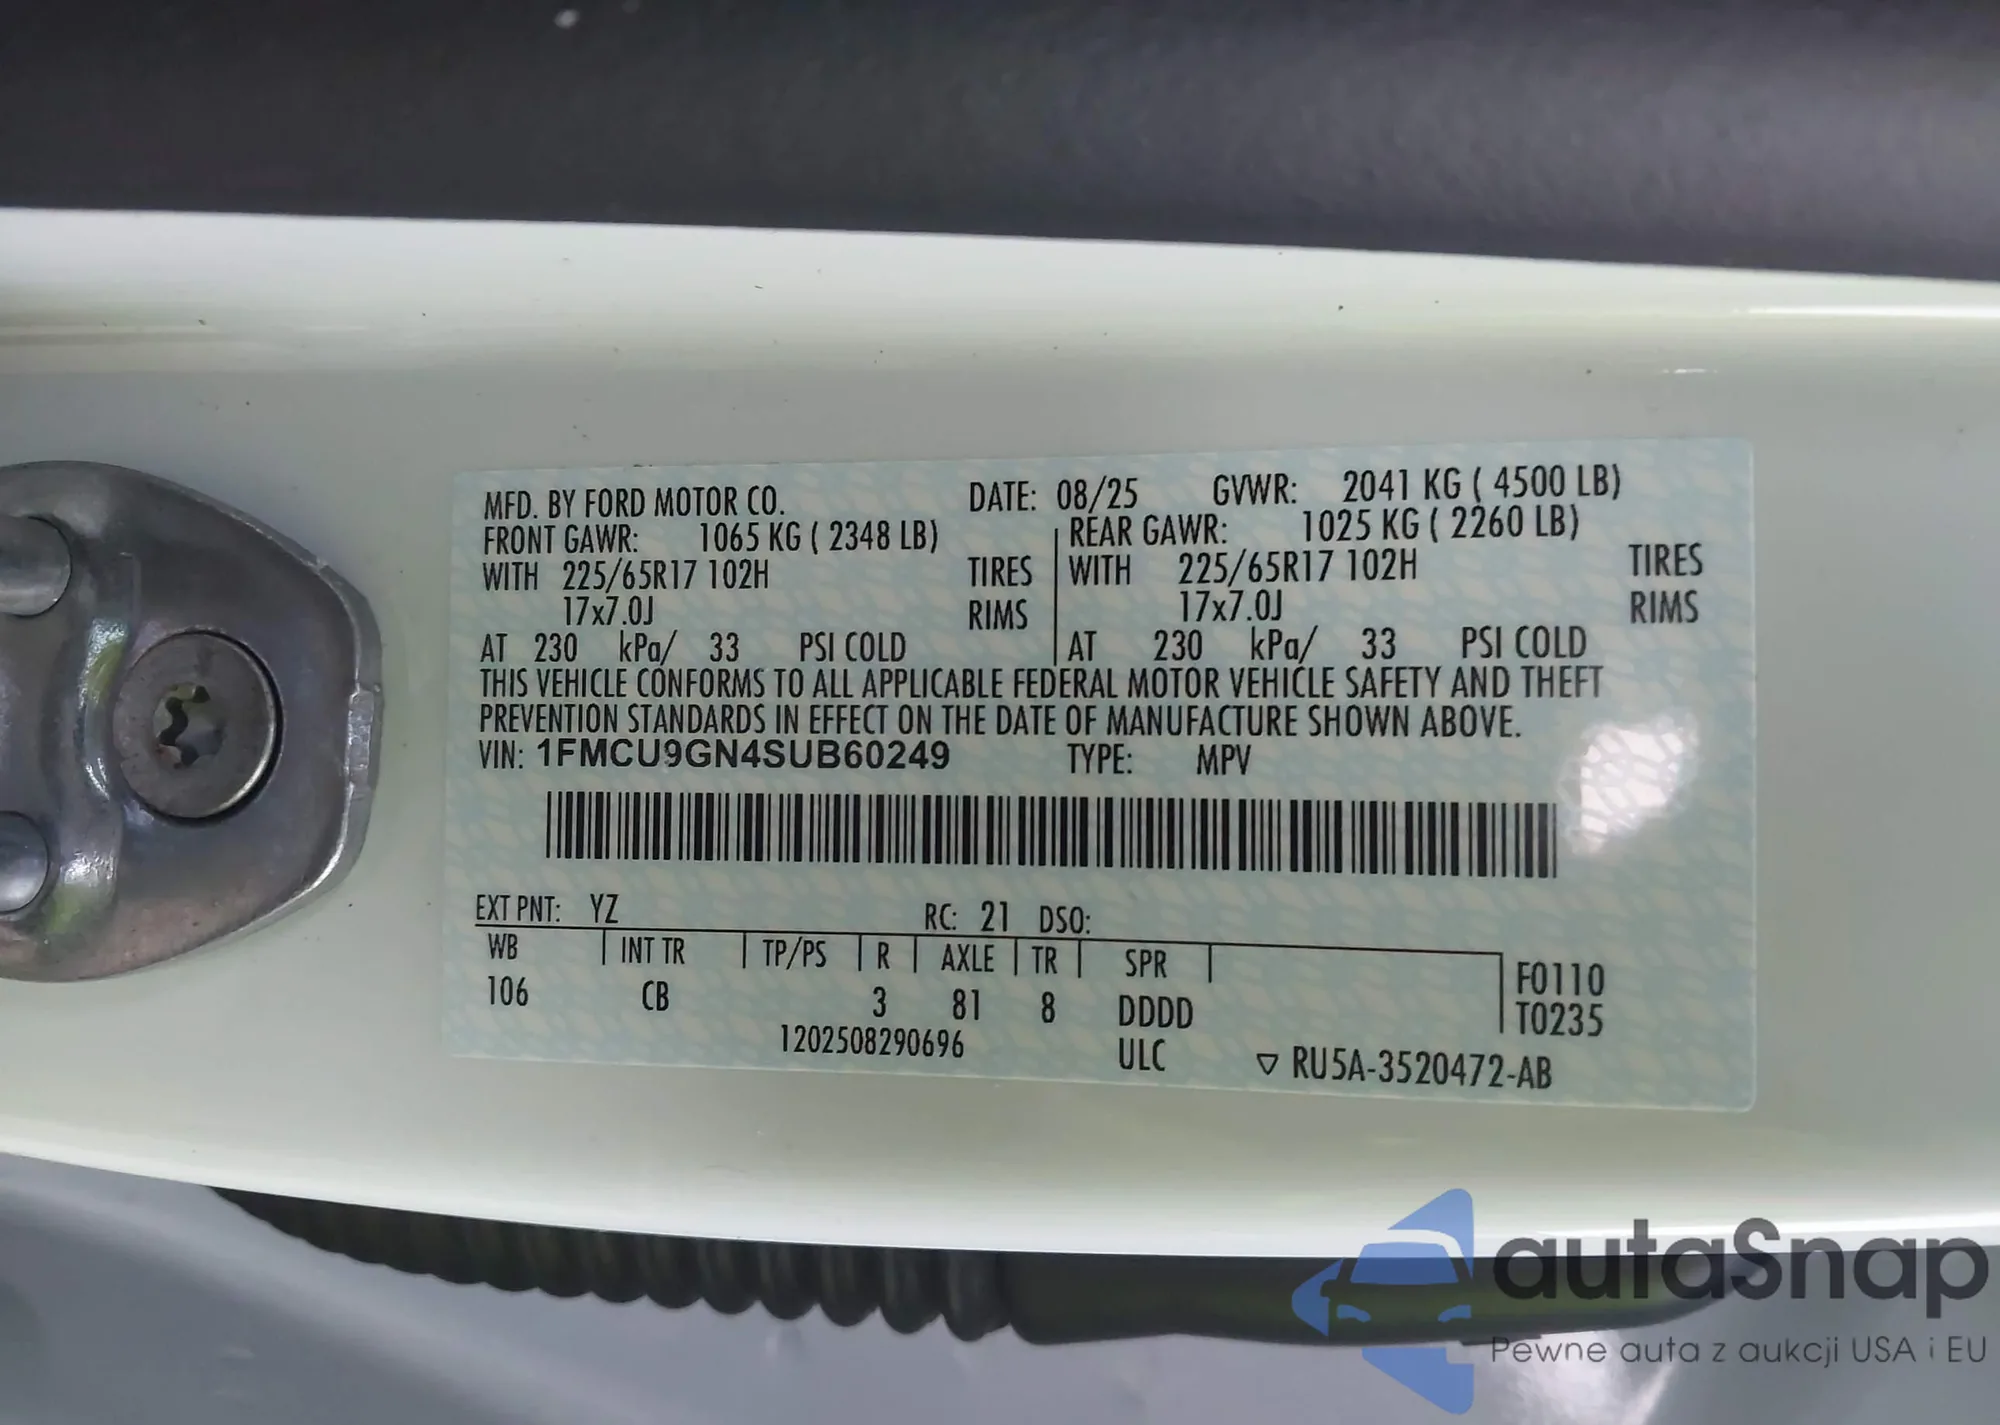 MFD. BY FORD MOTOR CO. DATE: 08/25 GVWR: 2041 KG ( 4500 LB)
FRONT GAWR: 1065 KG ( 2348 LB) REAR GAWR: 1025 KG ( 2260 LB)
WITH 225/65R17 102H TIRES WITH 225/65R17 102H TIRES
17x7.0J RIMS 17x7.0J RIMS
AT 230 kPa/ 33 PSI COLD AT 230 kPa/ 33 PSI COLD
THIS VEHICLE CONFORMS TO ALL APPLICABLE FEDERAL MOTOR VEHICLE SAFETY AND THEFT
PREVENTION STANDARDS IN EFFECT ON THE DATE OF MANUFACTURE SHOWN ABOVE.
VIN: 1FMCU9GN4SUB60249 TYPE: MPV
EXT PNT: YZ RC: 21 DSO:
WB INT TR TP/PS R AXLE TR SPR F0110
106 CB 3 81 8 DDDD T0235
1202508290696 ULC ▽ RU5A-3520472-AB
autaSnap
Pewne auta z aukcji USA i EU